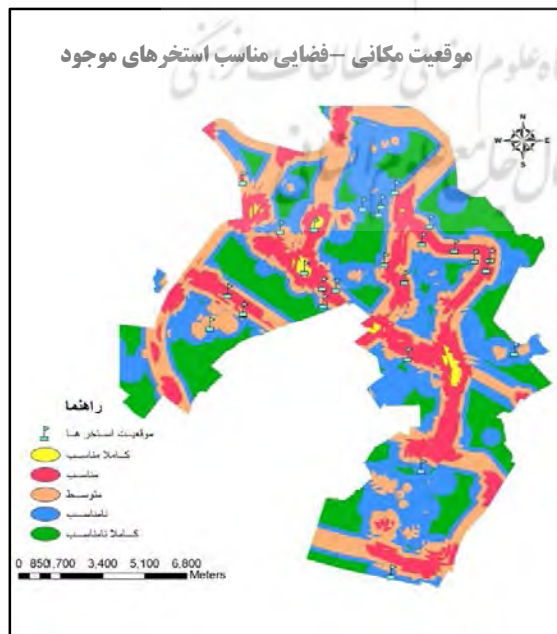 موقعیت مکانی – فضایی مناسب استخرهای موجود
N
W E
S
راهنما
موقعیت استخر ها
کاملا مناسب
مناسب
متوسط
نامناسب
کاملا نامناسب
0 850 1,700 3,400 5,100 6,800
Meters